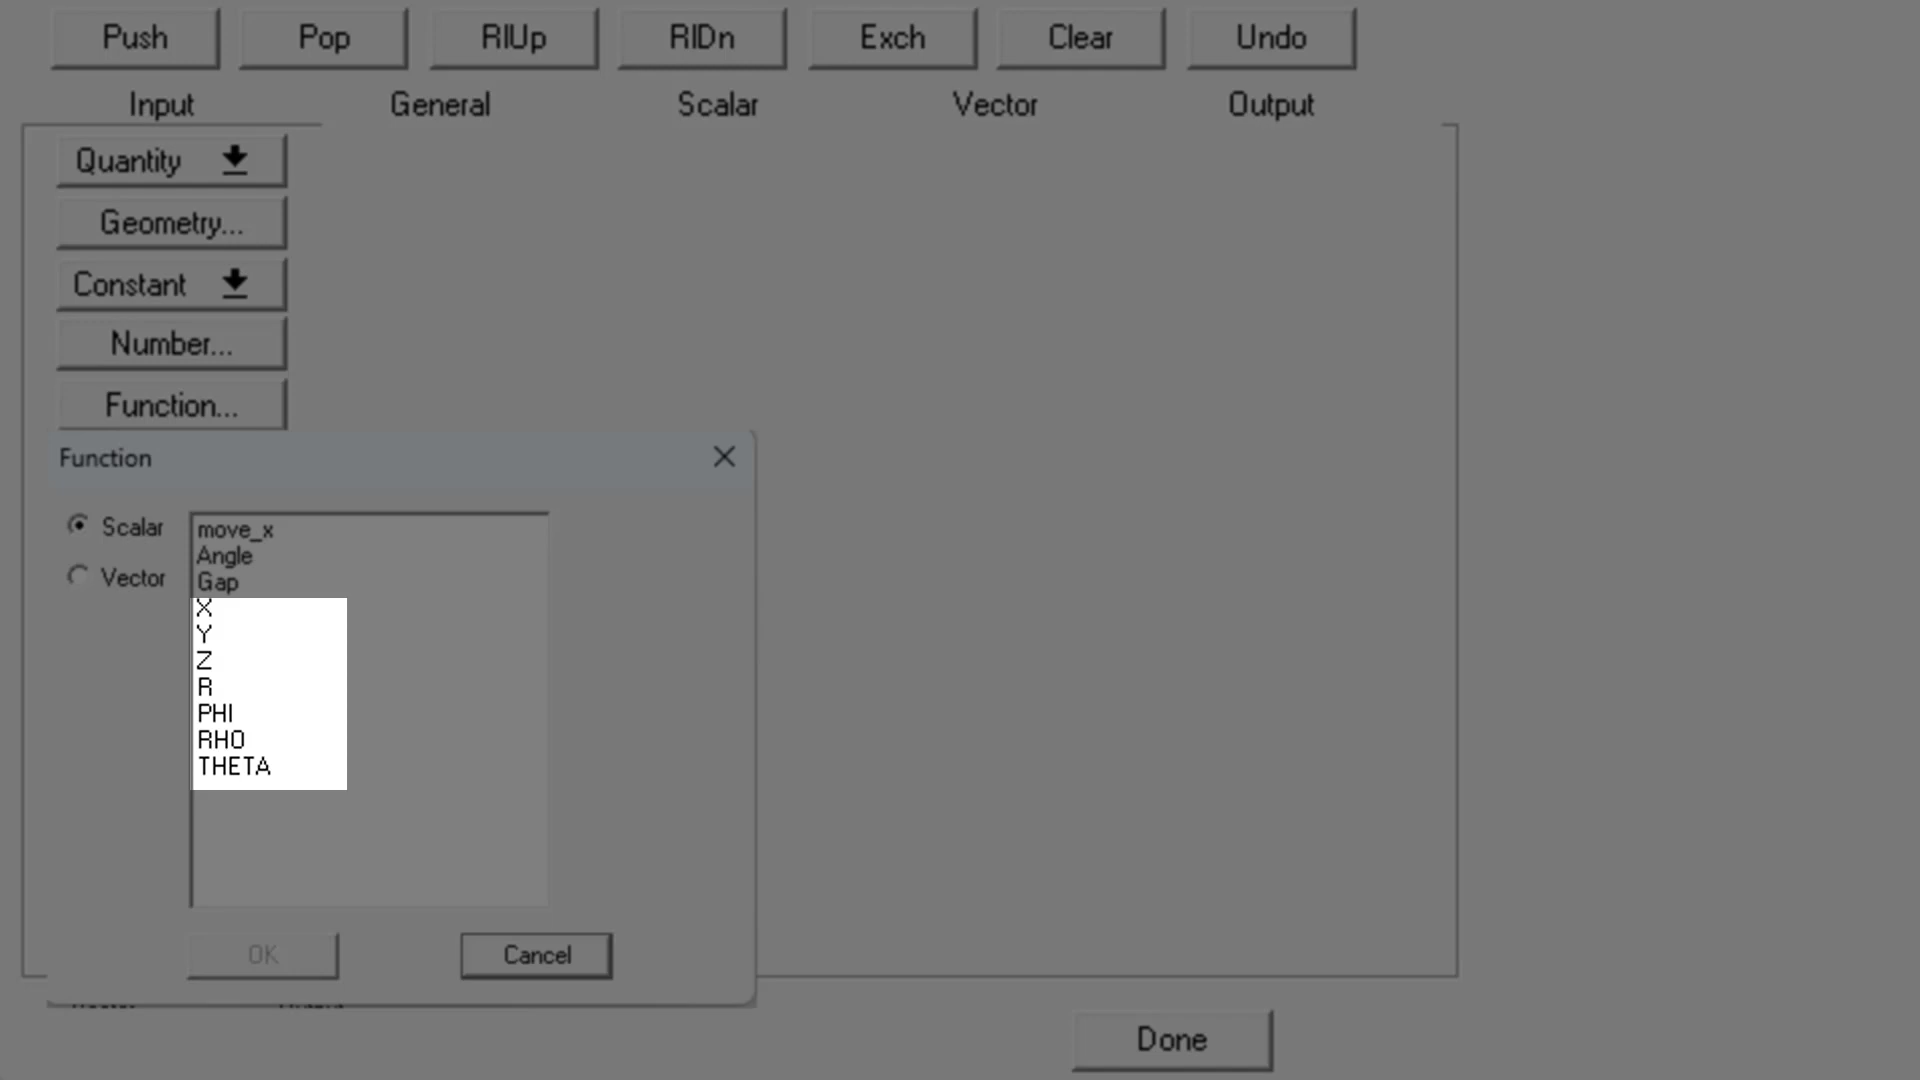 Push Pop RlUp RlDn Exch Clear Undo
Input General Scalar Vector Output
Quantity
Geometry...
Constant
Number...
Function...
Function
Scalar
Vector
move_x
Angle
Gap
X
Y
Z
R
PHI
RHO
THETA
OK Cancel
Done